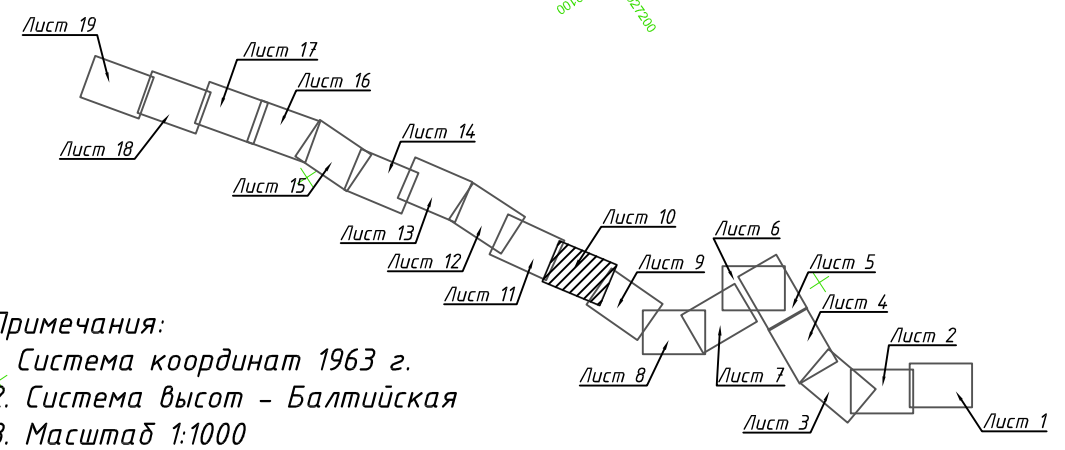 Лист 19
Лист 17
Лист 16
Лист 18
Лист 14
Лист 15
Лист 13
Лист 12
Лист 11
Лист 10
Лист 9
Лист 6
Лист 5
Лист 4
Лист 2
Лист 8
Лист 7
Лист 3
Лист 1
Примечания:
Система координат 1963 г.
2. Система высот - Балтийская
3. Масштаб 1:1000